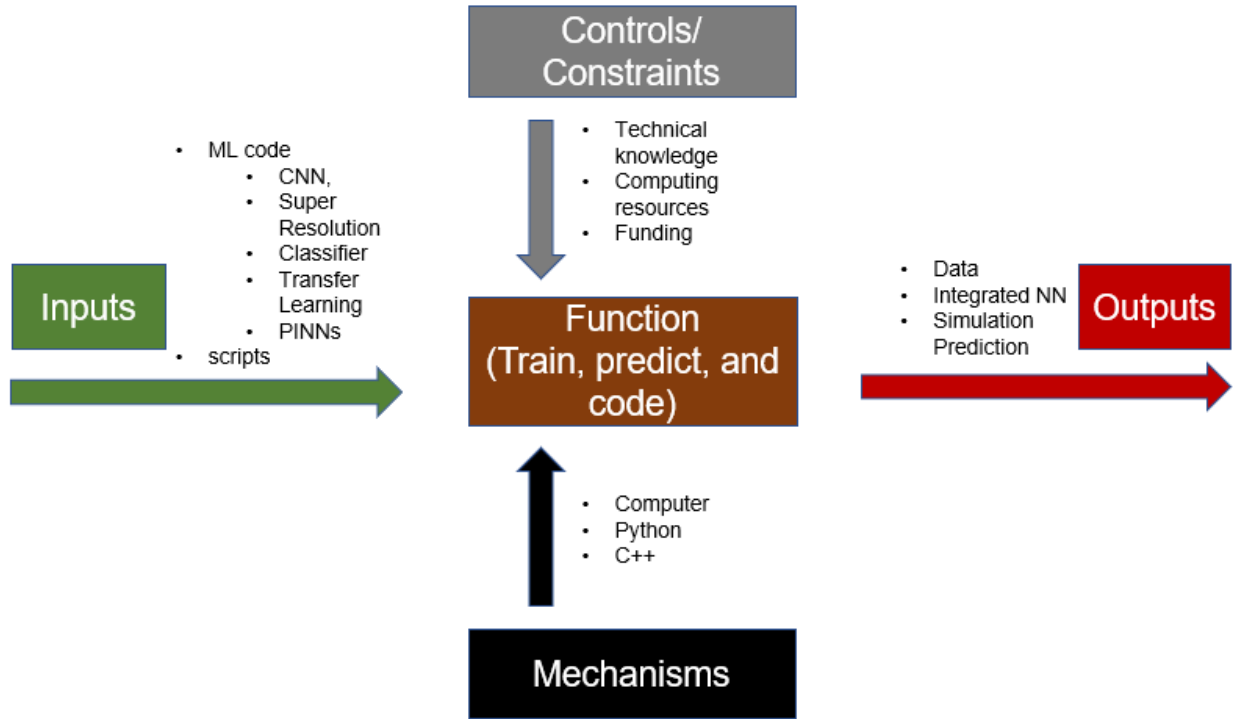 Controls/
Constraints
• Technical
knowledge
• Computing
resources
• Funding
• ML code
• CNN,
• Super
Resolution
• Classifier
• Transfer
Learning
• PINNs
• scripts
Inputs
Function
(Train, predict, and
code)
• Data
• Integrated NN
• Simulation
Prediction
Outputs
• Computer
• Python
• C++
Mechanisms